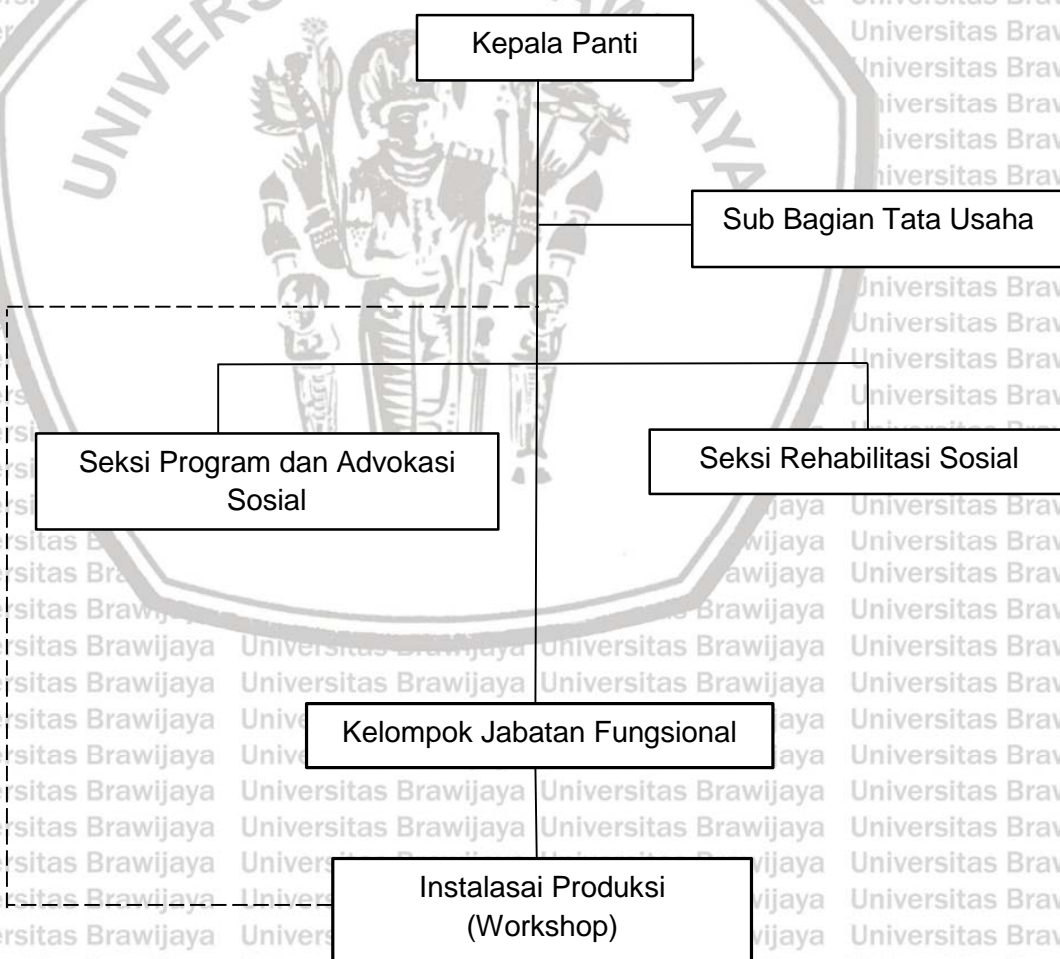 Kepala Panti
Sub Bagian Tata Usaha
Seksi Program dan Advokasi
Sosial
Seksi Rehabilitasi Sosial
Kelompok Jabatan Fungsional
Instalasai Produksi
(Workshop)